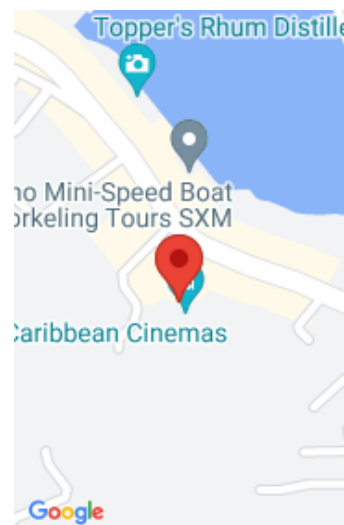 Topper's Rhum Distille
no Mini-Speed Boat
orkeling Tours SXM
Caribbean Cinemas
Google